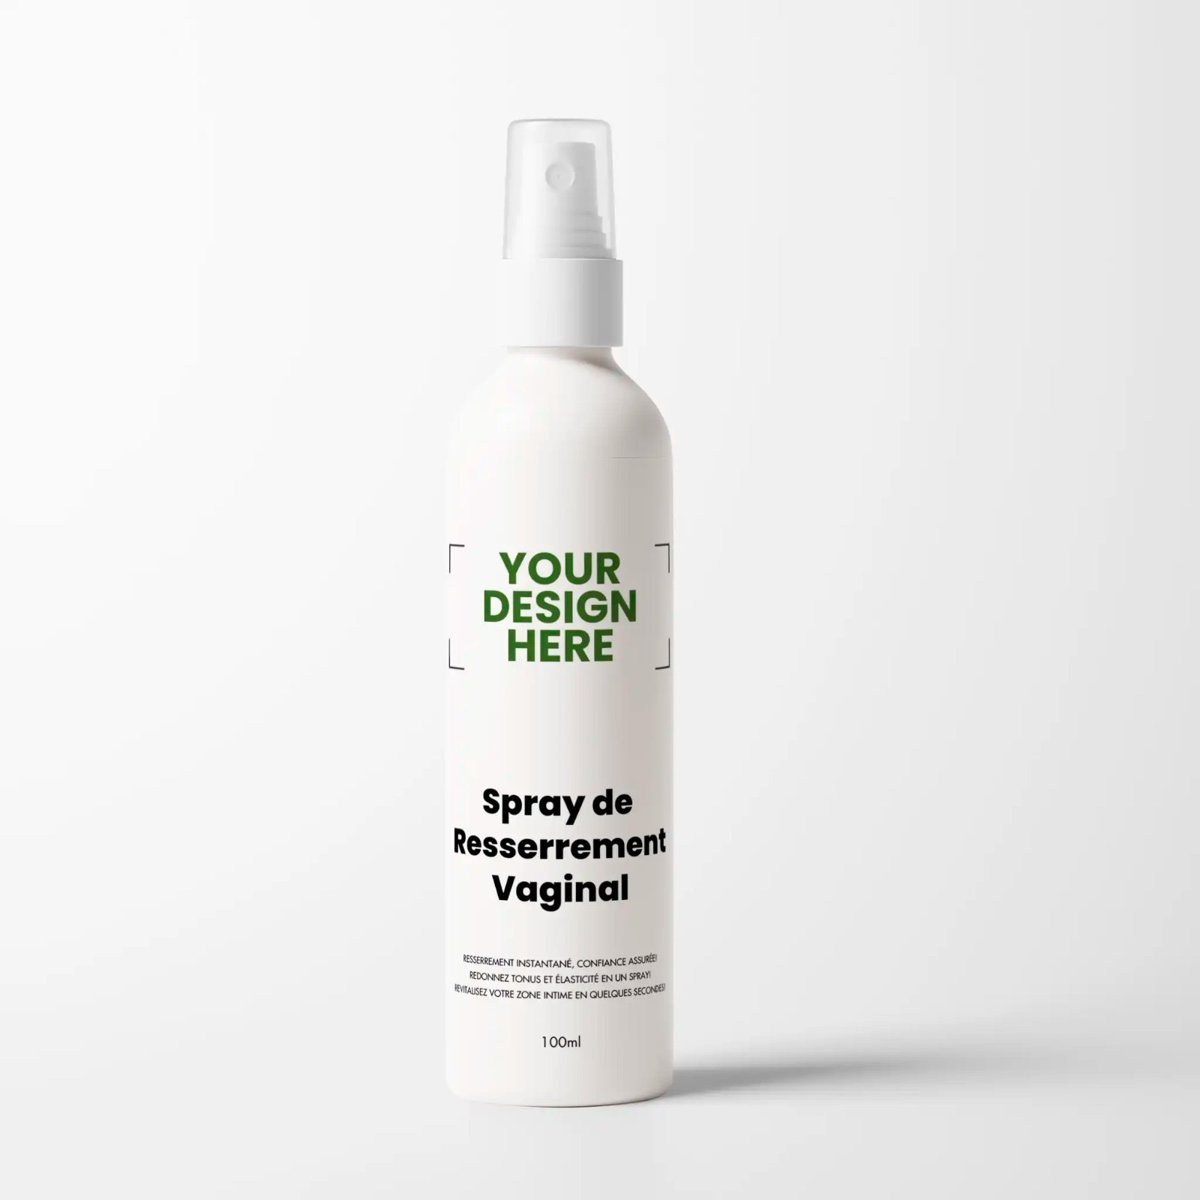 YOUR
DESIGN
HERE
Spray de
Resserrement
Vaginal
RESSERREMENT INSTANTANÉ, CONFIANCE ASSURÉE!
REDONNEZ TONUS ET ÉLASTICITÉ EN UN SPRAY!
REVITALISEZ VOTRE ZONE INTIME EN QUELQUES SECONDES!
100ml